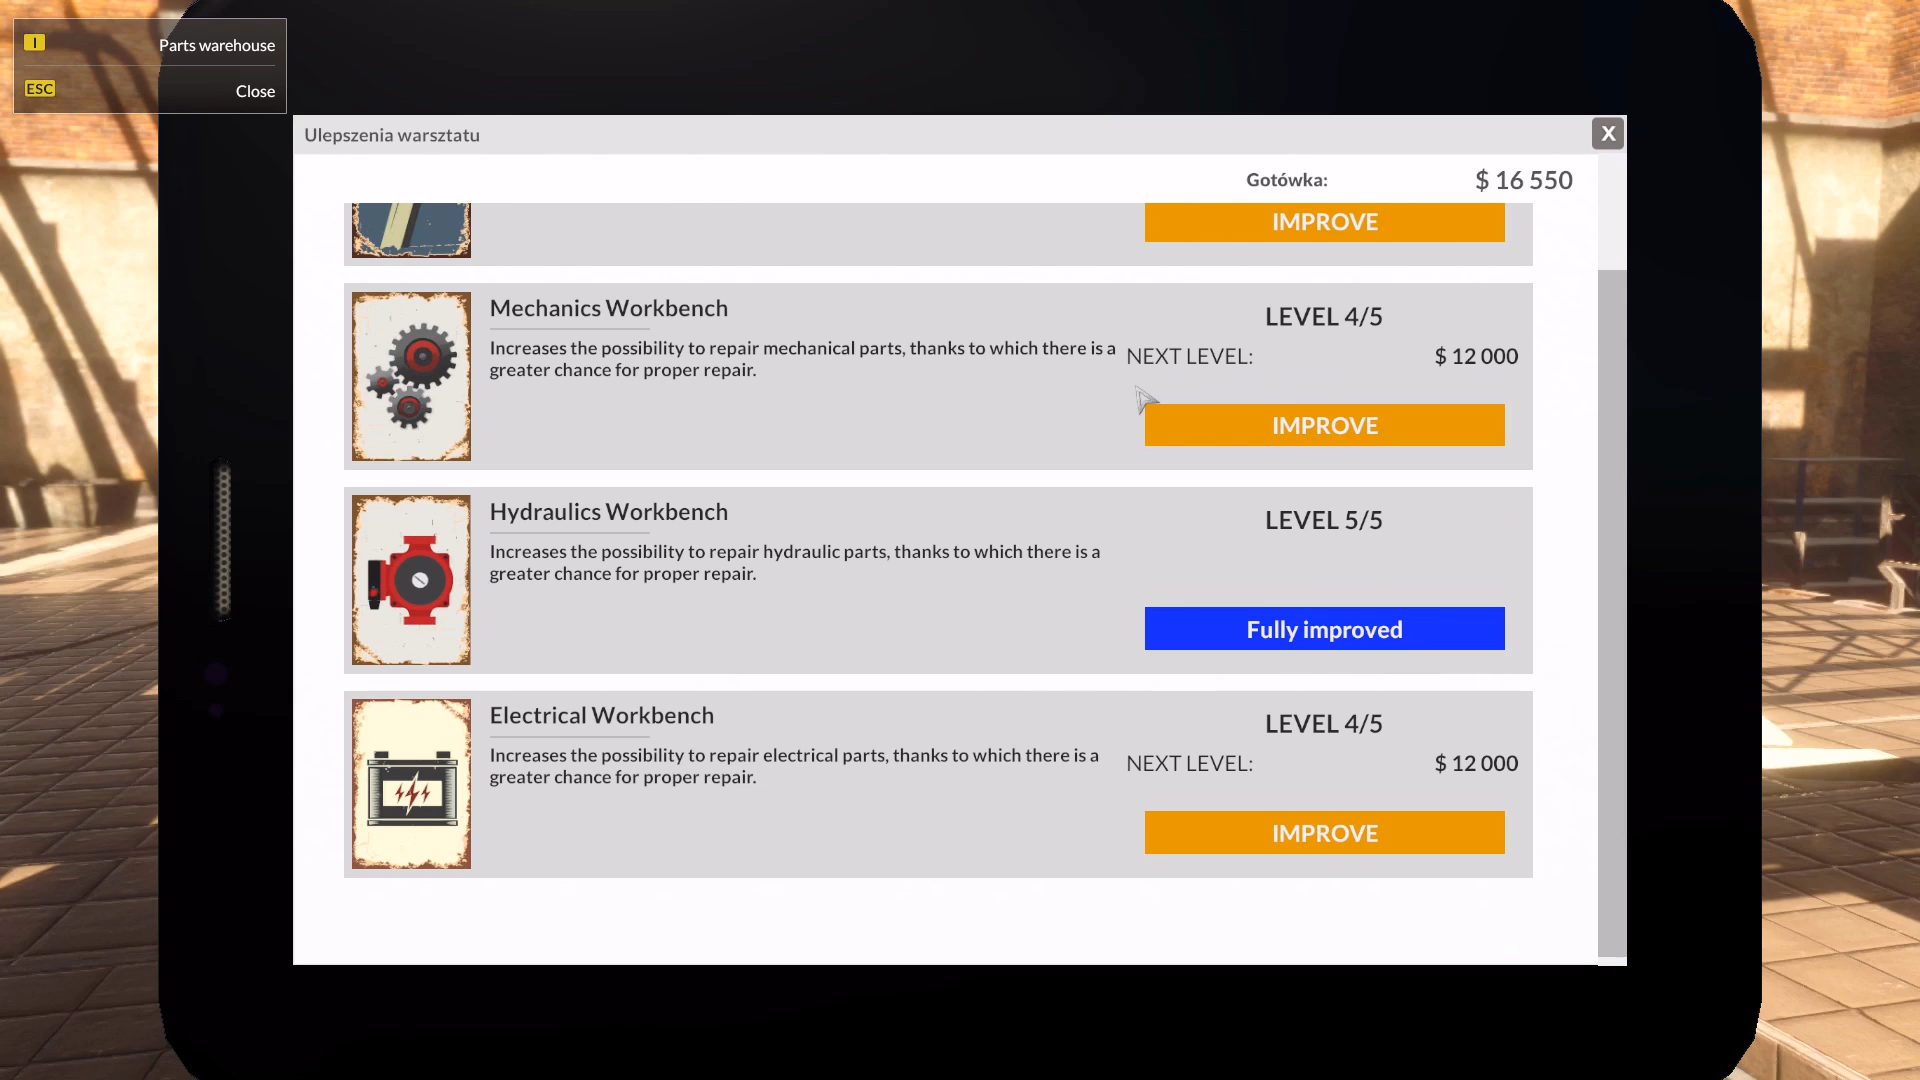 I Parts warehouse
ESC Close
Ulepszenia warsztatu
X
Gotówka: $ 16 550
IMPROVE
Mechanics Workbench
LEVEL 4/5
Increases the possibility to repair mechanical parts, thanks to which there is a
greater chance for proper repair.
NEXT LEVEL: $ 12 000
IMPROVE
Hydraulics Workbench
LEVEL 5/5
Increases the possibility to repair hydraulic parts, thanks to which there is a
greater chance for proper repair.
Fully improved
Electrical Workbench
LEVEL 4/5
Increases the possibility to repair electrical parts, thanks to which there is a
greater chance for proper repair.
NEXT LEVEL: $ 12 000
IMPROVE